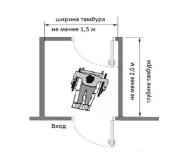 ширина тамбура
не менее 1,5 м
не менее 2,0 м
глубина тамбура
Вход